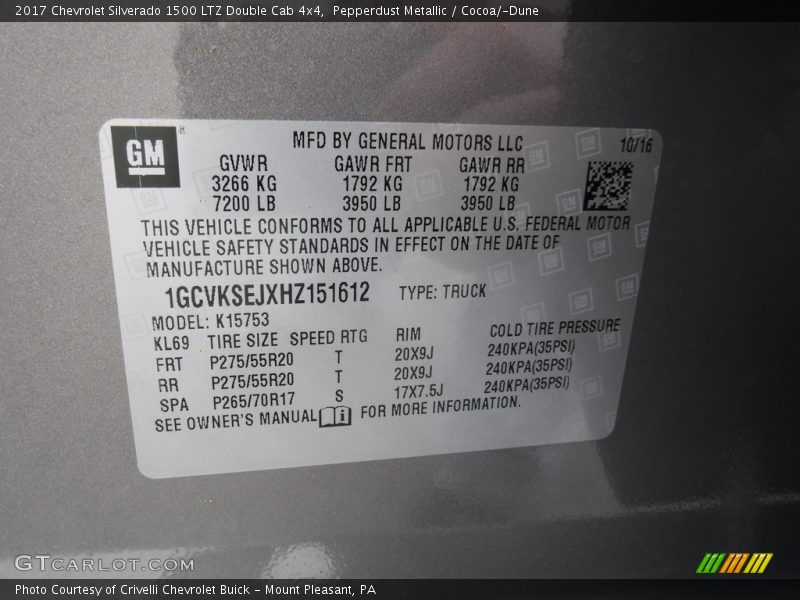 2017 Chevrolet Silverado 1500 LTZ Double Cab 4x4, Pepperdust Metallic / Cocoa/-Dune
GM
MFD BY GENERAL MOTORS LLC 10/16
GVWR GAWR FRT GAWR RR
3266 KG 1792 KG 1792 KG
7200 LB 3950 LB 3950 LB
THIS VEHICLE CONFORMS TO ALL APPLICABLE U.S. FEDERAL MOTOR
VEHICLE SAFETY STANDARDS IN EFFECT ON THE DATE OF
MANUFACTURE SHOWN ABOVE.
1GCVKSEJXHZ151612 TYPE: TRUCK
MODEL: K15753
KL69 TIRE SIZE SPEED RTG RIM COLD TIRE PRESSURE
FRT P275/55R20 T 20X9J 240KPA(35PSI)
RR P275/55R20 T 20X9J 240KPA(35PSI)
SPA P265/70R17 S 17X7.5J 240KPA(35PSI)
SEE OWNER'S MANUAL i FOR MORE INFORMATION.
GTCARLOT.COM
Photo Courtesy of Crivelli Chevrolet Buick - Mount Pleasant, PA